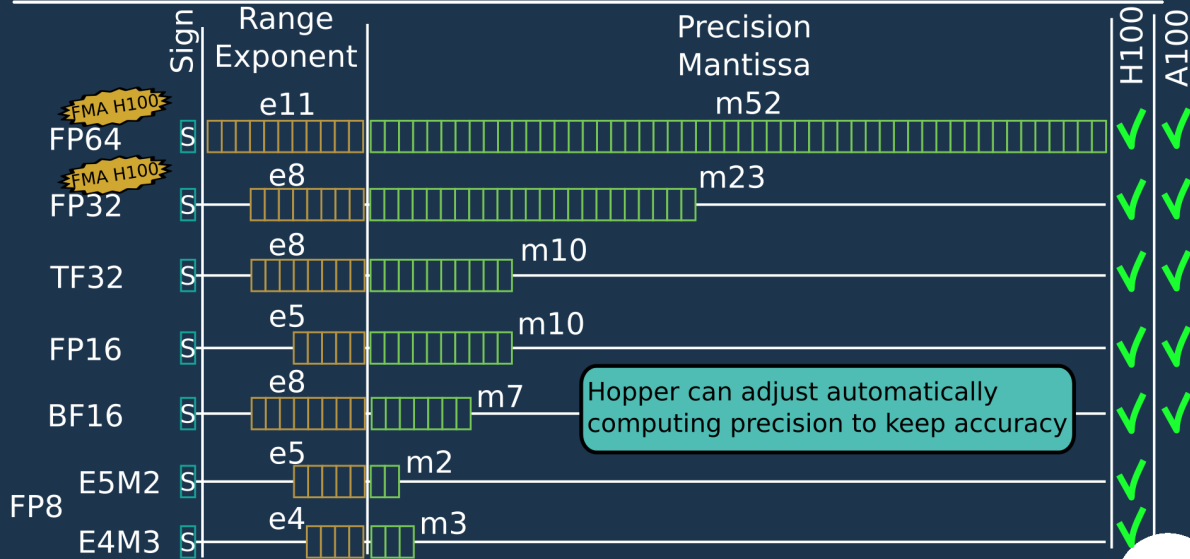 Sign
Range
Exponent
Precision
Mantissa
H100
A100
FMA H100
FP64
S
e11
m52
FMA H100
FP32
S
e8
m23
TF32
S
e8
m10
FP16
S
e5
m10
BF16
S
e8
m7
Hopper can adjust automatically
computing precision to keep accuracy
FP8
E5M2
S
e5
m2
E4M3
S
e4
m3